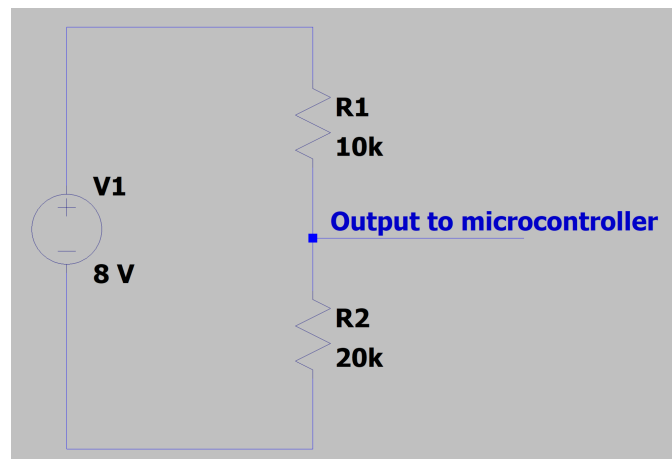 R1
10k
V1
Output to microcontroller
8 V
R2
20k